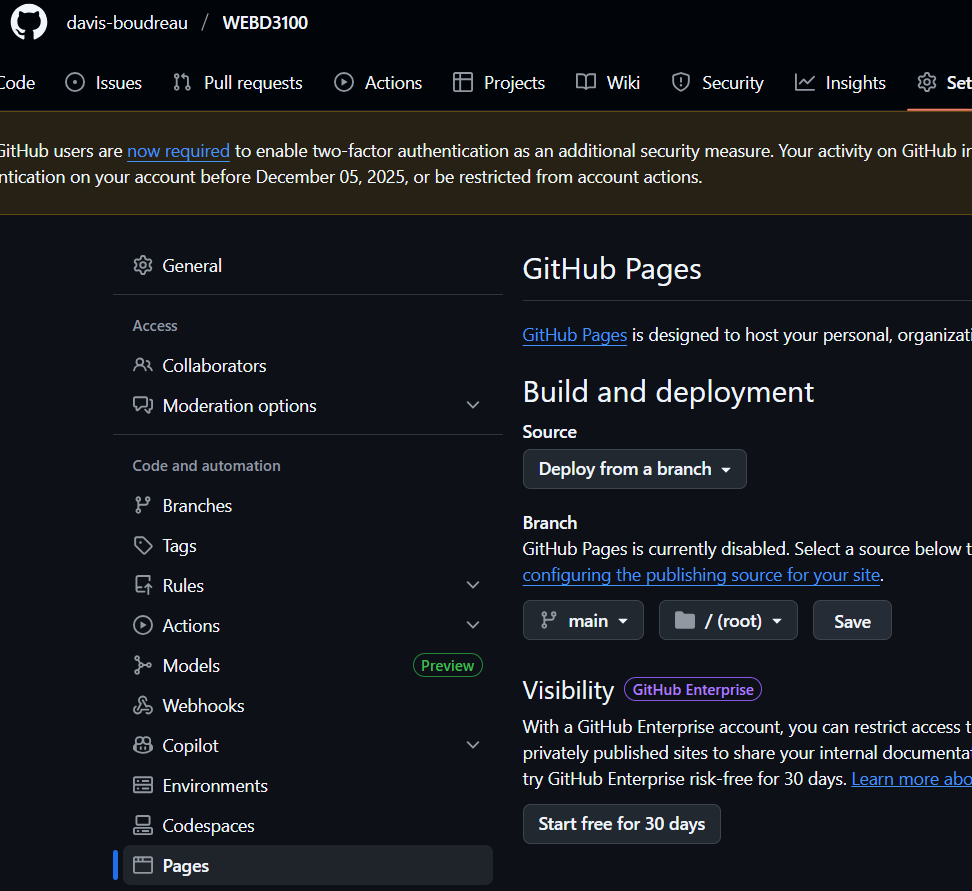 davis-boudreau / WEBD3100
Code Issues Pull requests Actions Projects Wiki Security Insights Set
GitHub users are now required to enable two-factor authentication as an additional security measure. Your activity on GitHub in
ntication on your account before December 05, 2025, or be restricted from account actions.
General
Access
Collaborators
Moderation options
Code and automation
Branches
Tags
Rules
Actions
Models Preview
Webhooks
Copilot
Environments
Codespaces
Pages
GitHub Pages
GitHub Pages is designed to host your personal, organizati
Build and deployment
Source
Deploy from a branch
Branch
GitHub Pages is currently disabled. Select a source below t
configuring the publishing source for your site.
main / (root) Save
Visibility GitHub Enterprise
With a GitHub Enterprise account, you can restrict access t
privately published sites to share your internal documenta
try GitHub Enterprise risk-free for 30 days. Learn more abo
Start free for 30 days